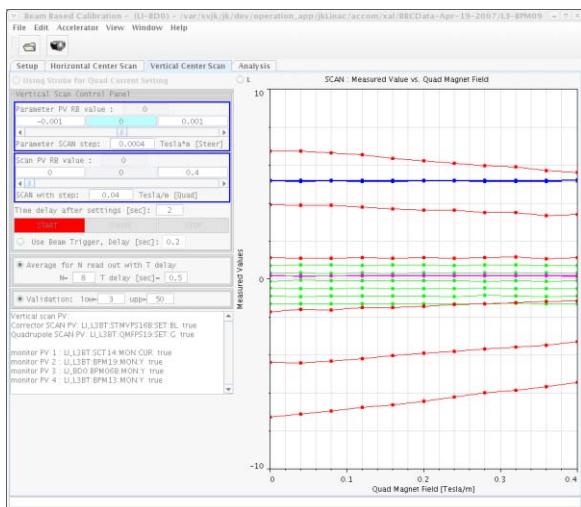 Beam Based Calibration - (LI-BD0) - /var/svjk/jk/dev/operation_app/jkLinac/accom/xal/BBCData-Apr-19-2007/L3-BPM09
File Edit Accelerator View Window Help
Setup Horizontal Center Scan Vertical Center Scan Analysis
Using Strobe for Quad Current Setting
Vertical Scan Control Panel
Parameter PV RB value : 0
-0.001 0 0.001
Parameter SCAN step: 0.0004 Tesla*m [Steer]
Scan PV RB value : 0
0 0 0.4
SCAN with step: 0.04 Tesla/m [Quad]
Time delay after settings [sec]: 2
START STOP
Use Beam Trigger, Delay [sec]: 0.2
Average for N read out with T delay
N= 8 T delay [sec]= 0.5
Validation: low= 3 upp= 50
Vertical scan PV:
Corrector SCAN PV: LI_L3BT:STMVPS16B:SET:BL true
Quadrupole SCAN PV: LI_L3BT:QMFPS19:SET:G true
monitor PV 1 : LI_L3BT:SCT14:MON:CUR true
monitor PV 2 : LI_L3BT:BPM19:MON:Y true
monitor PV 3 : LI_BD0:BPM06B:MON:Y true
monitor PV 4 : LI_L3BT:BPM13:MON:Y true
L
SCAN : Measured Value vs. Quad Magnet Field
10
0
-10
Measured Values
0 0.1 0.2 0.3 0.4
Quad Magnet Field [Tesla/m]